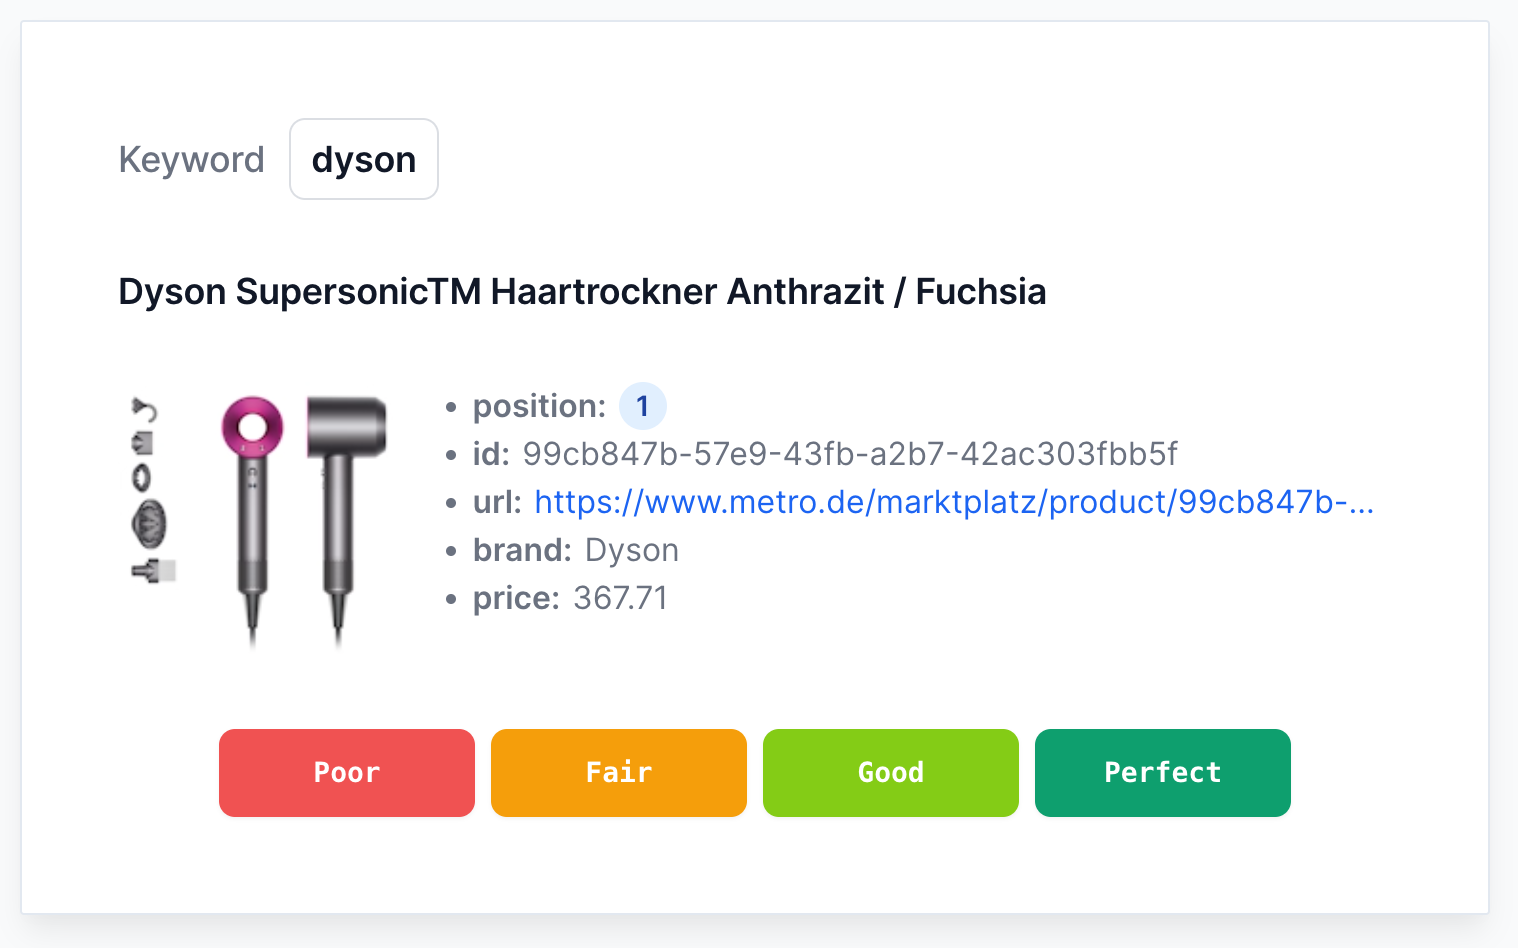 Keyword dyson
Dyson SupersonicTM Haartrockner Anthrazit / Fuchsia
• position: 1
• id: 99cb847b-57e9-43fb-a2b7-42ac303fbb5f
• url: https://www.metro.de/marktplatz/product/99cb847b-...
• brand: Dyson
• price: 367.71
Poor Fair Good Perfect